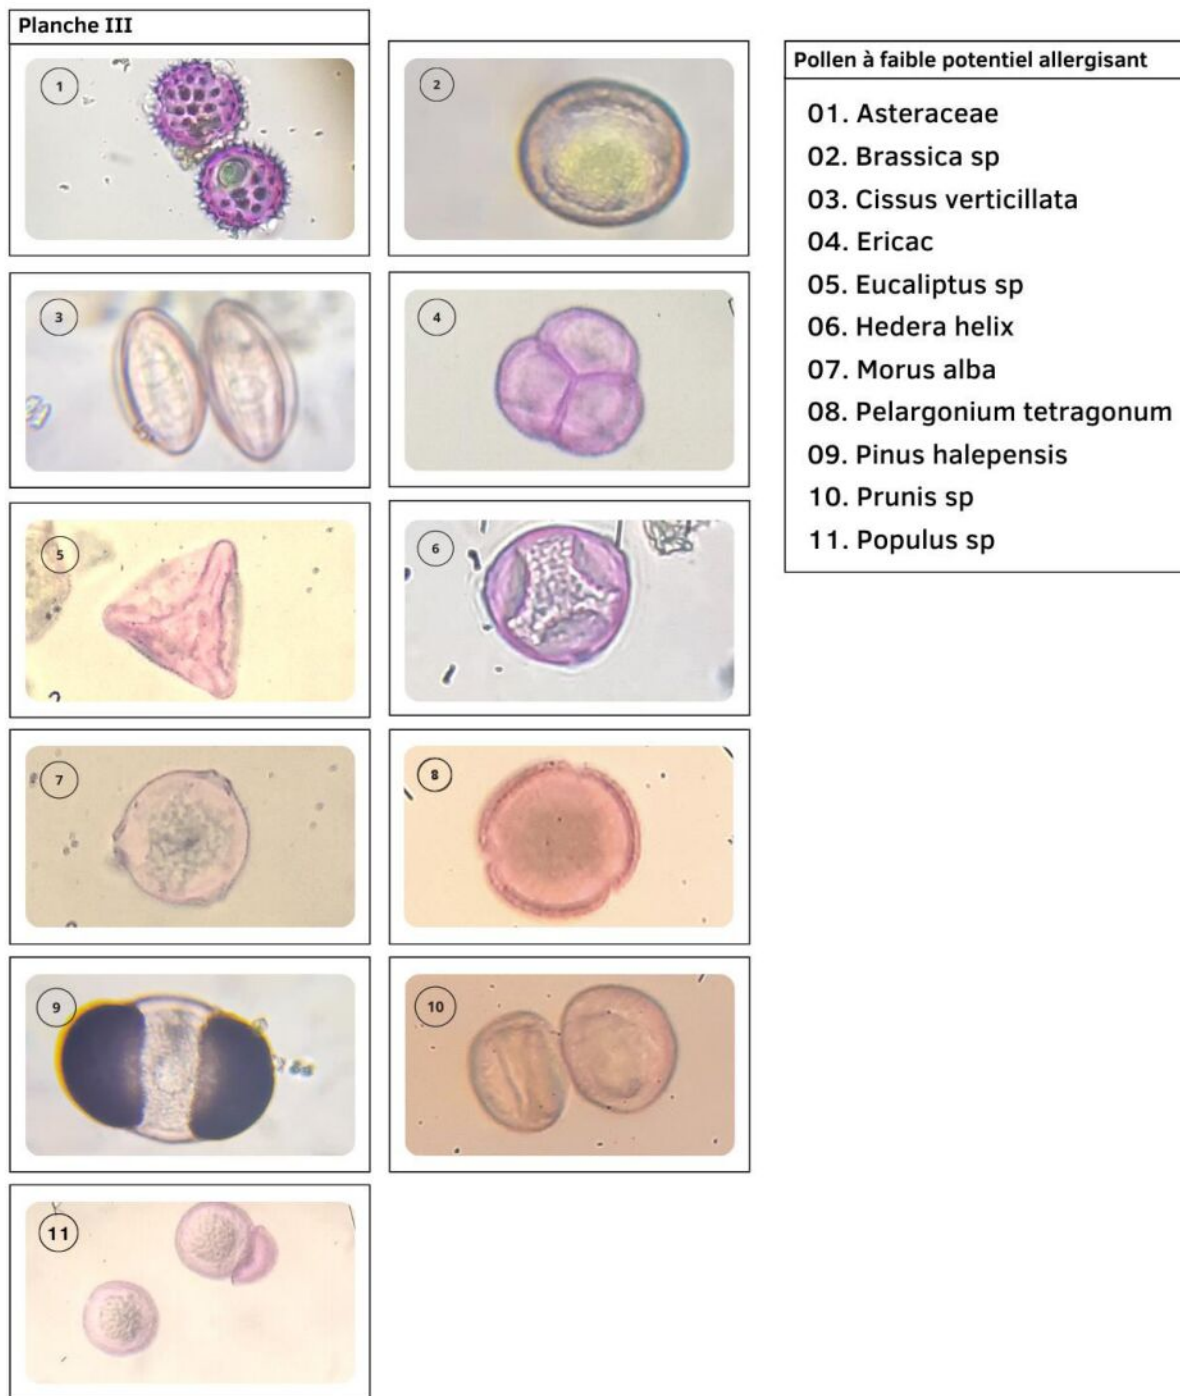 Planche III
1
2
3
4
5
6
7
8
9
10
11
Pollen à faible potentiel allergisant
01. Asteraceae
02. Brassica sp
03. Cissus verticillata
04. Ericac
05. Eucaliptus sp
06. Hedera helix
07. Morus alba
08. Pelargonium tetragonum
09. Pinus halepensis
10. Prunis sp
11. Populus sp